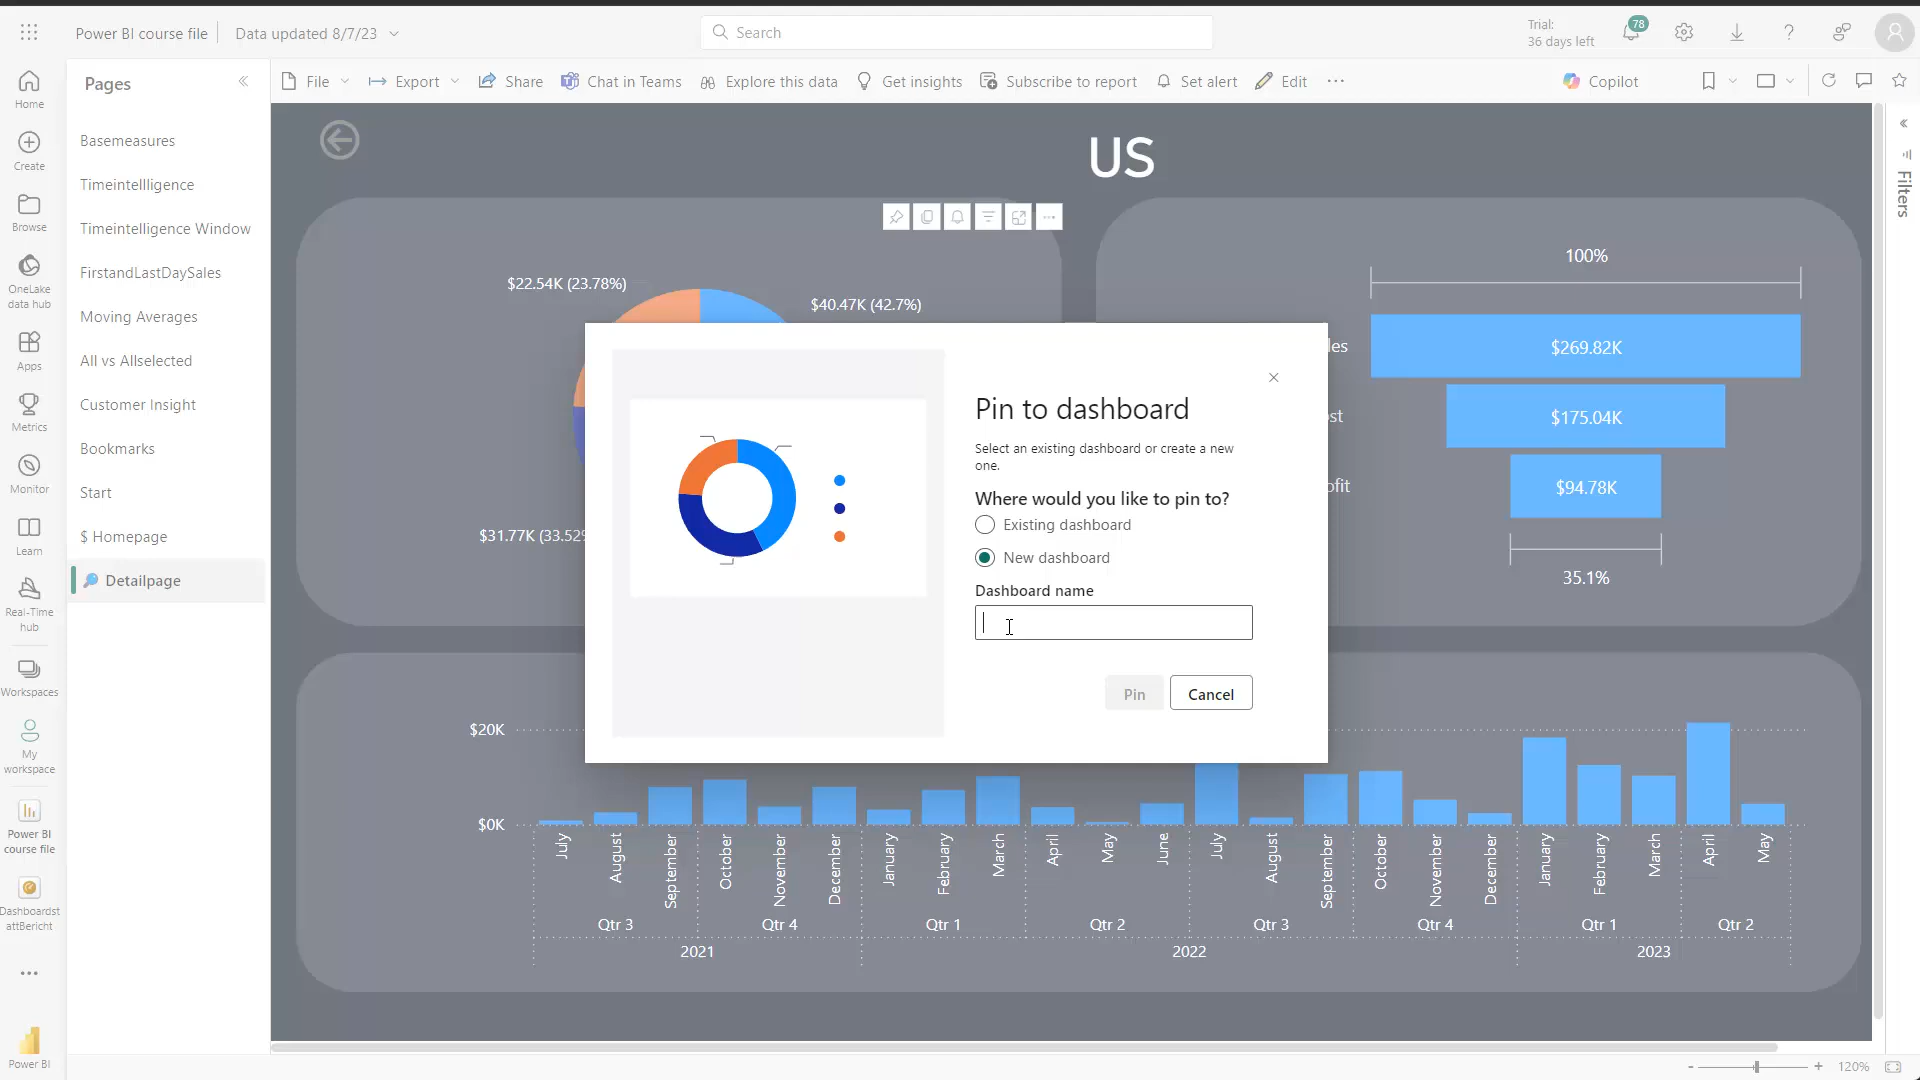 Power BI course file
Data updated 8/7/23
Search
Trial:
36 days left
78
Home
Create
Browse
OneLake
data hub
Apps
Metrics
Monitor
Learn
Real-Time
hub
Workspaces
My
workspace
Power BI
course file
Dashboardst
attBericht
Power BI
Pages
Basemeasures
Timeintellligence
Timeintelligence Window
FirstandLastDaySales
Moving Averages
All vs Allselected
Customer Insight
Bookmarks
Start
$ Homepage
Detailpage
File
Export
Share
Chat in Teams
Explore this data
Get insights
Subscribe to report
Set alert
Edit
Copilot
Filters
US
$22.54K (23.78%)
$40.47K (42.7%)
$31.77K (33.52%
100%
les
$269.82K
st
$175.04K
ofit
$94.78K
35.1%
Pin to dashboard
Select an existing dashboard or create a new
one.
Where would you like to pin to?
Existing dashboard
New dashboard
Dashboard name
Pin
Cancel
$20K
$0K
July
August
September
October
November
December
January
February
March
April
May
June
July
August
September
October
November
December
January
February
March
April
May
Qtr 3
Qtr 4
Qtr 1
Qtr 2
Qtr 3
Qtr 4
Qtr 1
Qtr 2
2021
2022
2023
- + 120%